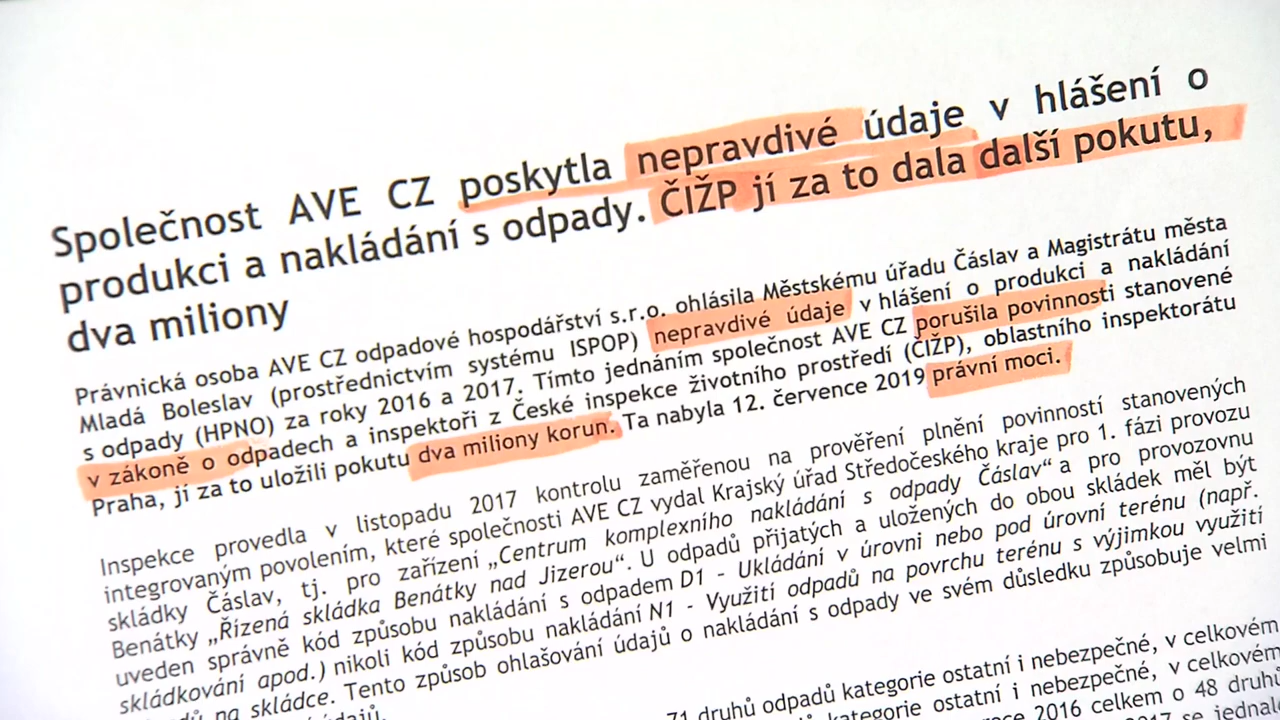 Společnost AVE CZ poskytla nepravdivé údaje v hlášení o
produkci a nakládání s odpady. ČIŽP jí za to dala další pokutu,
dva miliony
Právnická osoba AVE CZ odpadové hospodářství s.r.o. ohlásila Městskému úřadu Čáslav a Magistrátu města
Mladá Boleslav (prostřednictvím systému ISPOP) nepravdivé údaje v hlášení o produkci a nakládání
s odpady (HPNO) za roky 2016 a 2017. Tímto jednáním společnost AVE CZ porušila povinnosti stanovené
v zákoně o odpadech a inspektoři z České inspekce životního prostředí (ČIŽP), oblastního inspektorátu
Praha, jí za to uložili pokutu dva miliony korun. Ta nabyla 12. července 2019 právní moci.
Inspekce provedla v listopadu 2017 kontrolu zaměřenou na prověření plnění povinností stanovených
integrovaným povolením, které společnosti AVE CZ vydal Krajský úřad Středočeského kraje pro 1. fázi provozu
skládky Čáslav, tj. pro zařízení „Centrum komplexního nakládání s odpady Čáslav“ a pro provozovnu
Benátky „Řízená skládka Benátky nad Jizerou“. U odpadů přijatých a uložených do obou skládek měl být
uveden správně kód způsobu nakládání s odpadem D1 - Ukládání v úrovni nebo pod úrovní terénu (např.
skládkování apod.) nikoli kód způsobu nakládání N1 - Využití odpadů na povrchu terénu s výjimkou využití
na skládce. Tento způsob ohlašování údajů o nakládání s odpady ve svém důsledku způsobuje velmi
údajů.
71 druhů odpadů kategorie ostatní i nebezpečné, v celkovém
kategorie ostatní i nebezpečné, v celkovém
2016 celkem o 48 druhů
2017 se jednalo